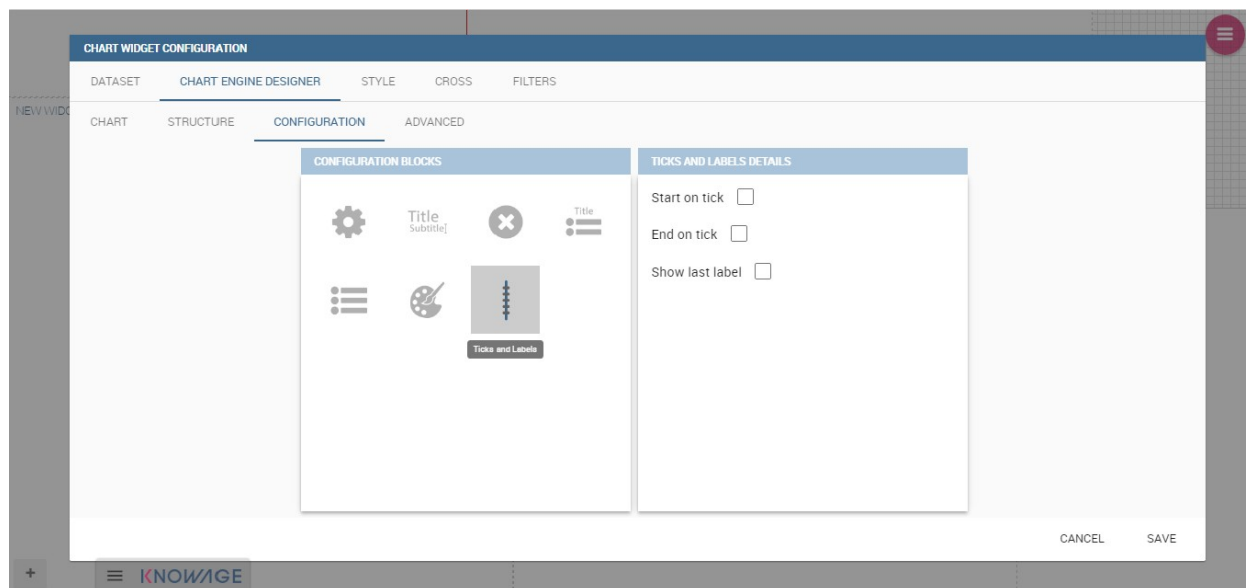 CHART WIDGET CONFIGURATION
DATASET CHART ENGINE DESIGNER STYLE CROSS FILTERS
NEW WIDG
CHART STRUCTURE CONFIGURATION ADVANCED
CONFIGURATION BLOCKS
Title
Subtitle]
Title
Ticks and Labels
TICKS AND LABELS DETAILS
Start on tick
End on tick
Show last label
CANCEL SAVE
+
KNOWAGE